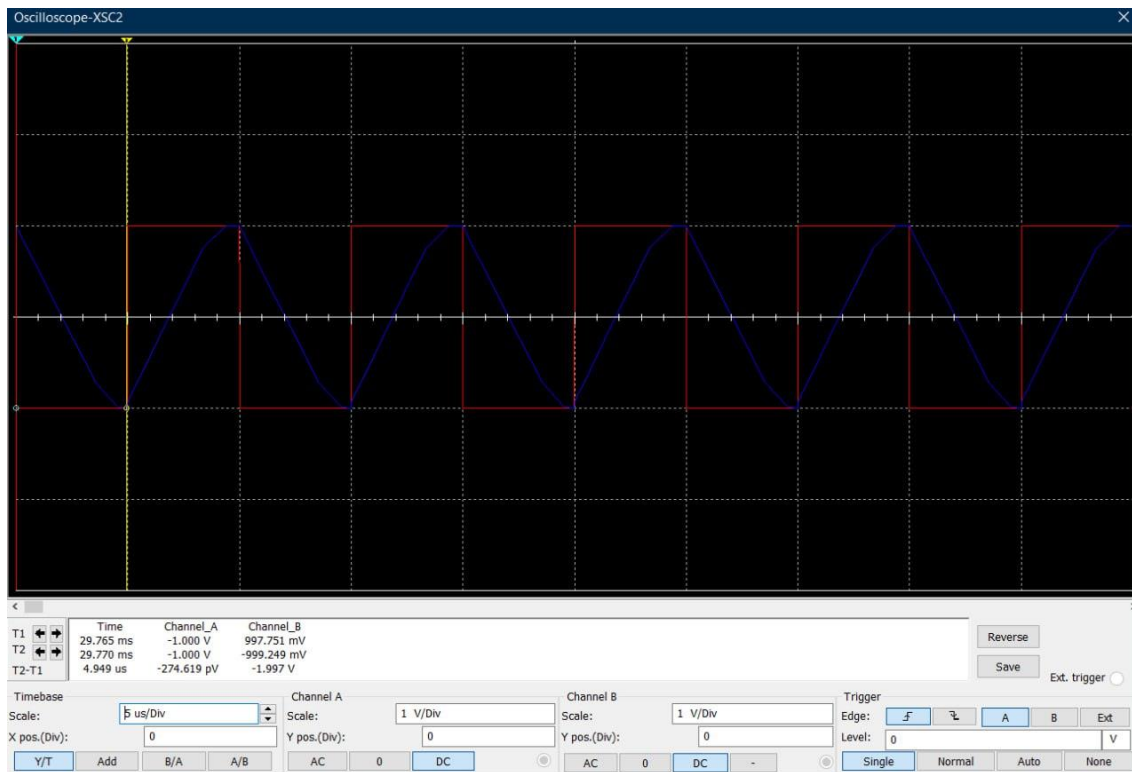 Oscilloscope-XSC2
Time Channel_A Channel_B
T1 29.765 ms -1.000 V 997.751 mV
T2 29.770 ms -1.000 V -999.249 mV
T2-T1 4.949 us -274.619 pV -1.997 V
Reverse
Save
Ext. trigger
Timebase
Scale: 5 us/Div
X pos.(Div): 0
Y/T Add B/A A/B
Channel A
Scale: 1 V/Div
Y pos.(Div): 0
AC 0 DC
Channel B
Scale: 1 V/Div
Y pos.(Div): 0
AC 0 DC -
Trigger
Edge: A B Ext
Level: 0 V
Single Normal Auto None